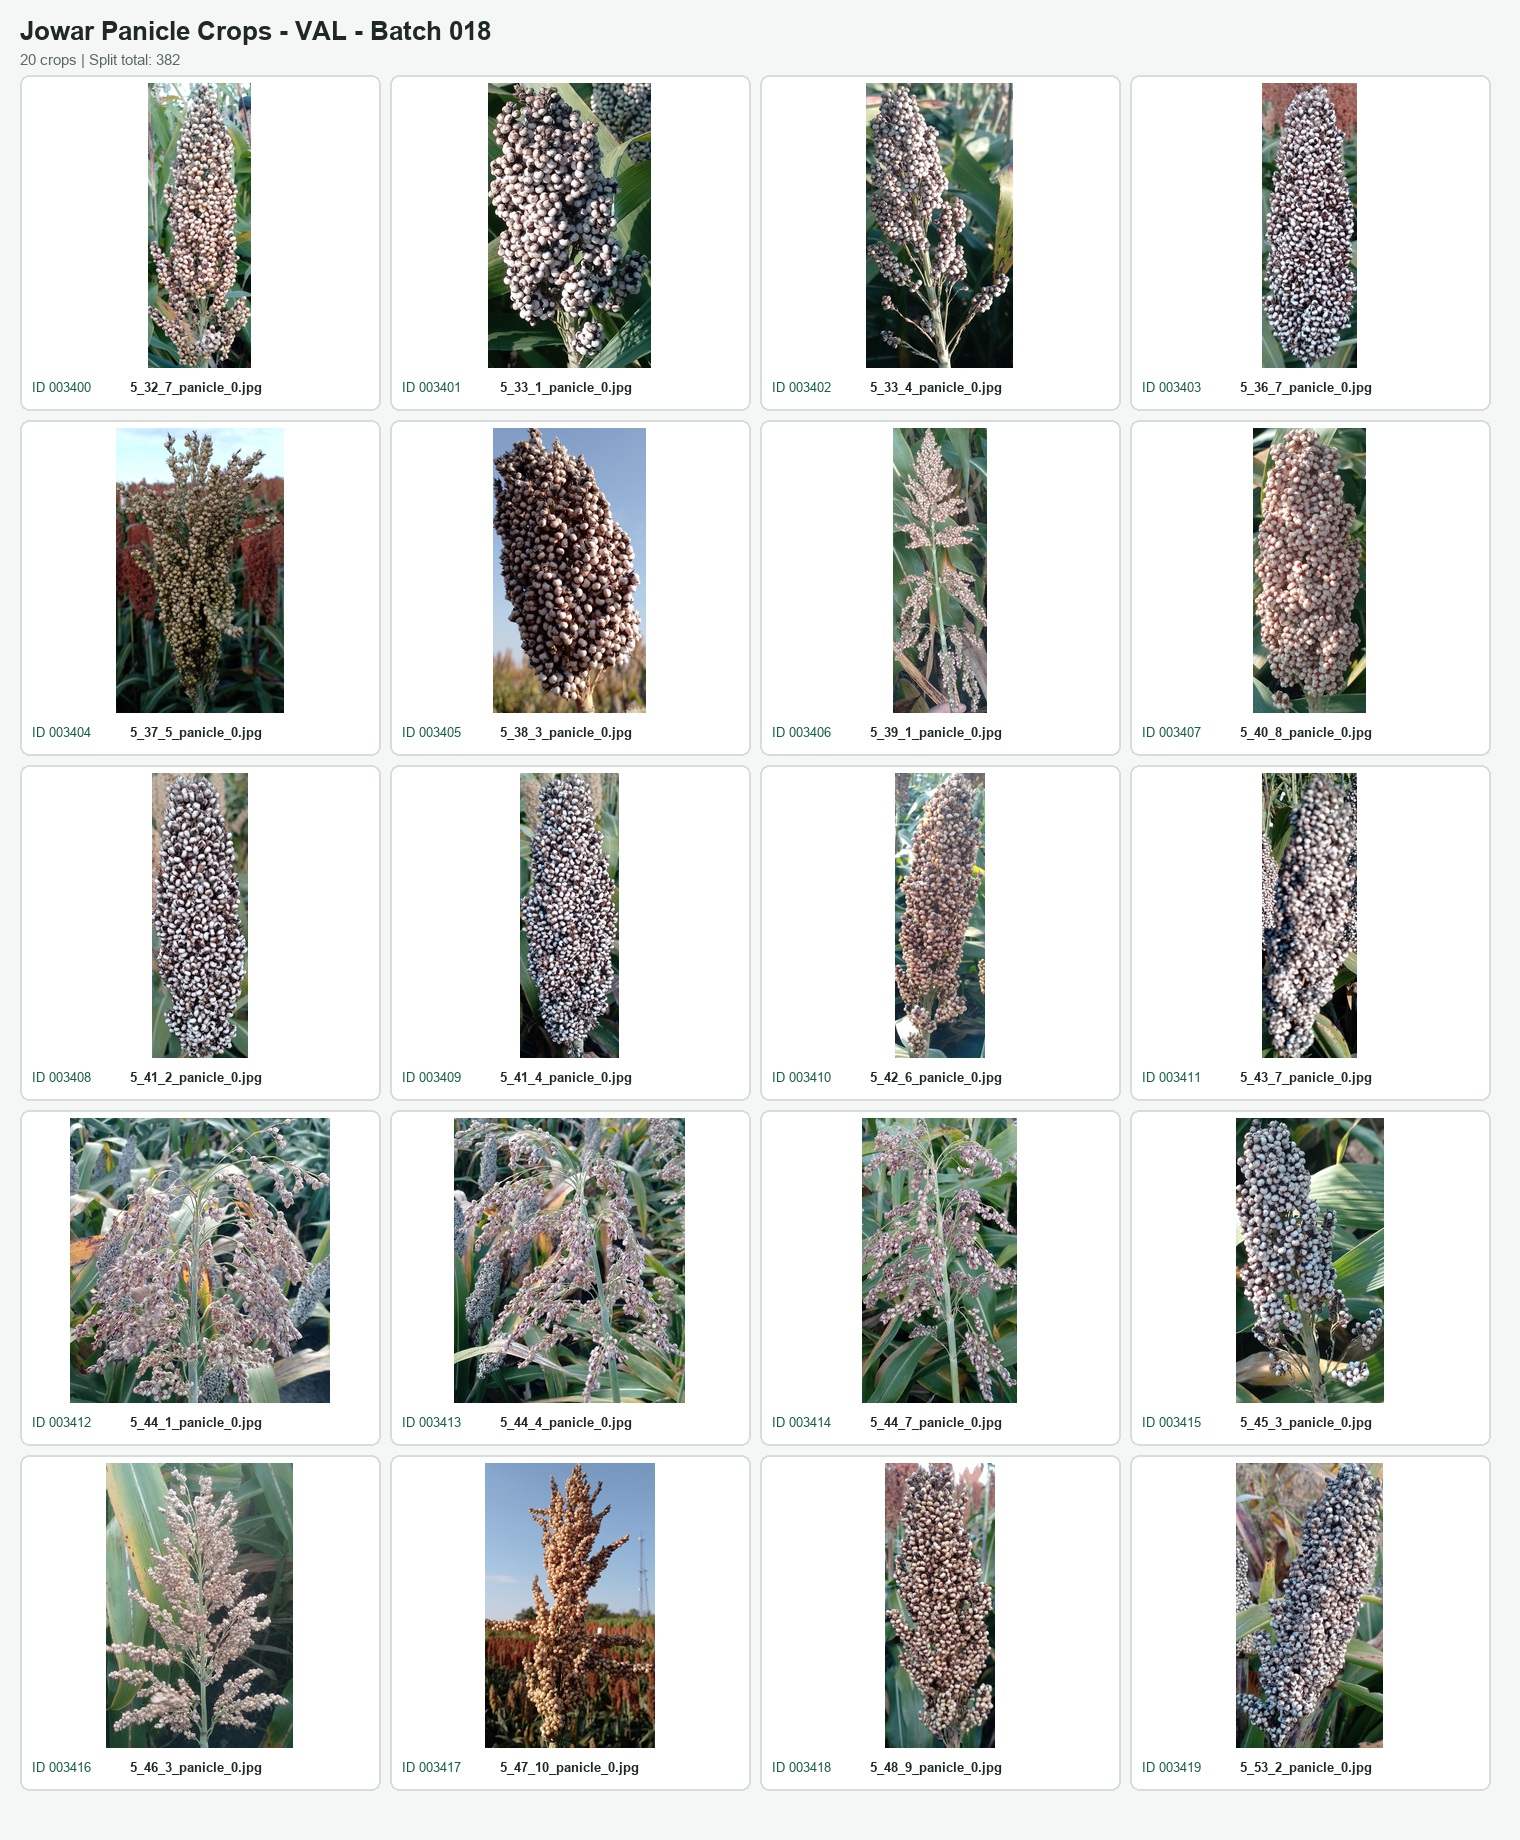 Jowar Panicle Crops - VAL - Batch 018
20 crops | Split total: 382
ID 003400 5_32_7_panicle_0.jpg
ID 003401 5_33_1_panicle_0.jpg
ID 003402 5_33_4_panicle_0.jpg
ID 003403 5_36_7_panicle_0.jpg
ID 003404 5_37_5_panicle_0.jpg
ID 003405 5_38_3_panicle_0.jpg
ID 003406 5_39_1_panicle_0.jpg
ID 003407 5_40_8_panicle_0.jpg
ID 003408 5_41_2_panicle_0.jpg
ID 003409 5_41_4_panicle_0.jpg
ID 003410 5_42_6_panicle_0.jpg
ID 003411 5_43_7_panicle_0.jpg
ID 003412 5_44_1_panicle_0.jpg
ID 003413 5_44_4_panicle_0.jpg
ID 003414 5_44_7_panicle_0.jpg
ID 003415 5_45_3_panicle_0.jpg
ID 003416 5_46_3_panicle_0.jpg
ID 003417 5_47_10_panicle_0.jpg
ID 003418 5_48_9_panicle_0.jpg
ID 003419 5_53_2_panicle_0.jpg